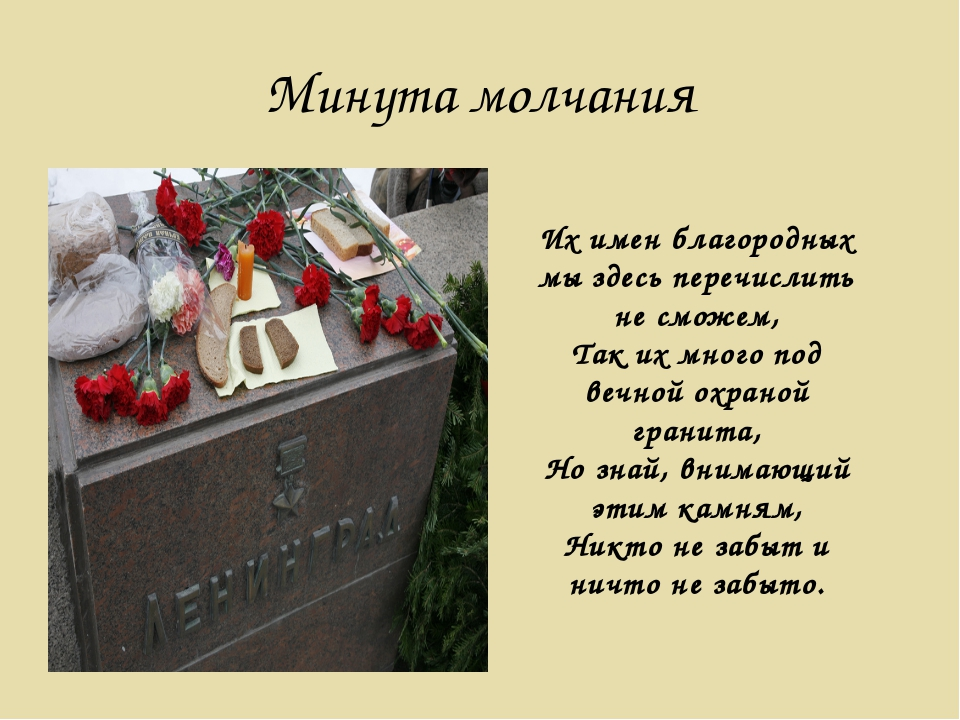 Минута молчания
Их имен благородных
мы здесь перечислить
не сможем,
Так их много под
вечной охраной
гранита,
Но знай, внимающий
этим камням,
Никто не забыт и
ничто не забыто.
ЛЕНИНГРАД